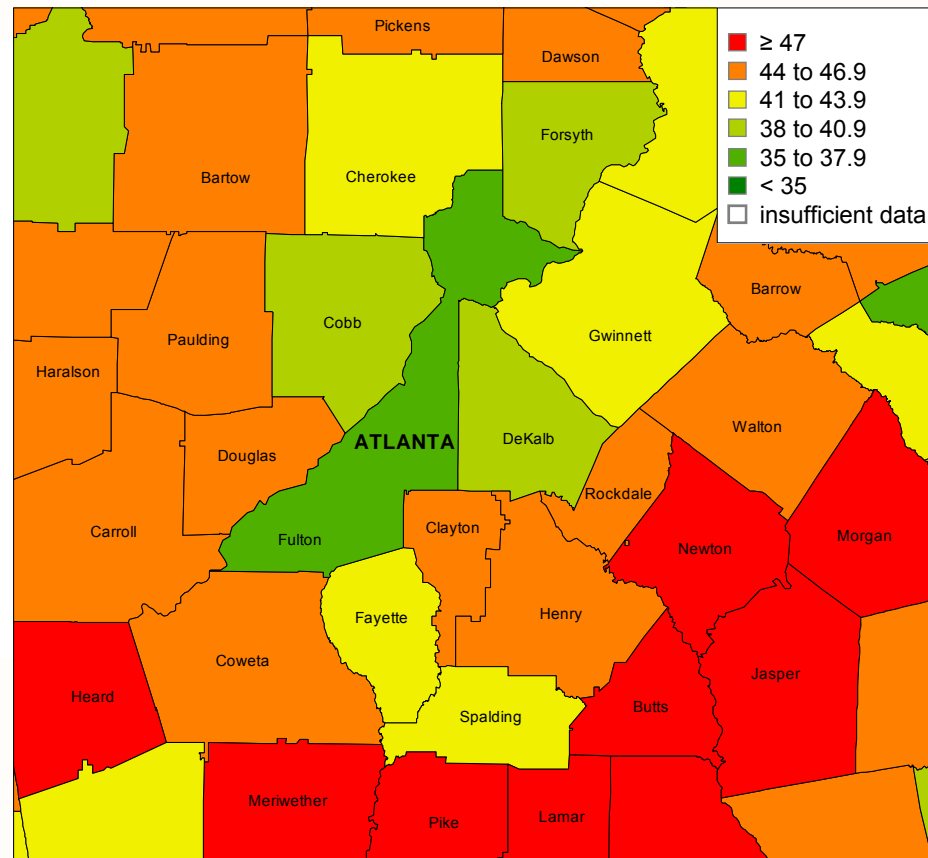 Pickens
Dawson
≥ 47
44 to 46.9
41 to 43.9
38 to 40.9
35 to 37.9
< 35
insufficient data
Forsyth
Bartow
Cherokee
Barrow
Cobb
Gwinnett
Paulding
Haralson
Walton
ATLANTA
DeKalb
Douglas
Rockdale
Clayton
Carroll
Fulton
Newton
Morgan
Fayette
Henry
Coweta
Jasper
Heard
Butts
Spalding
Meriwether
Lamar
Pike